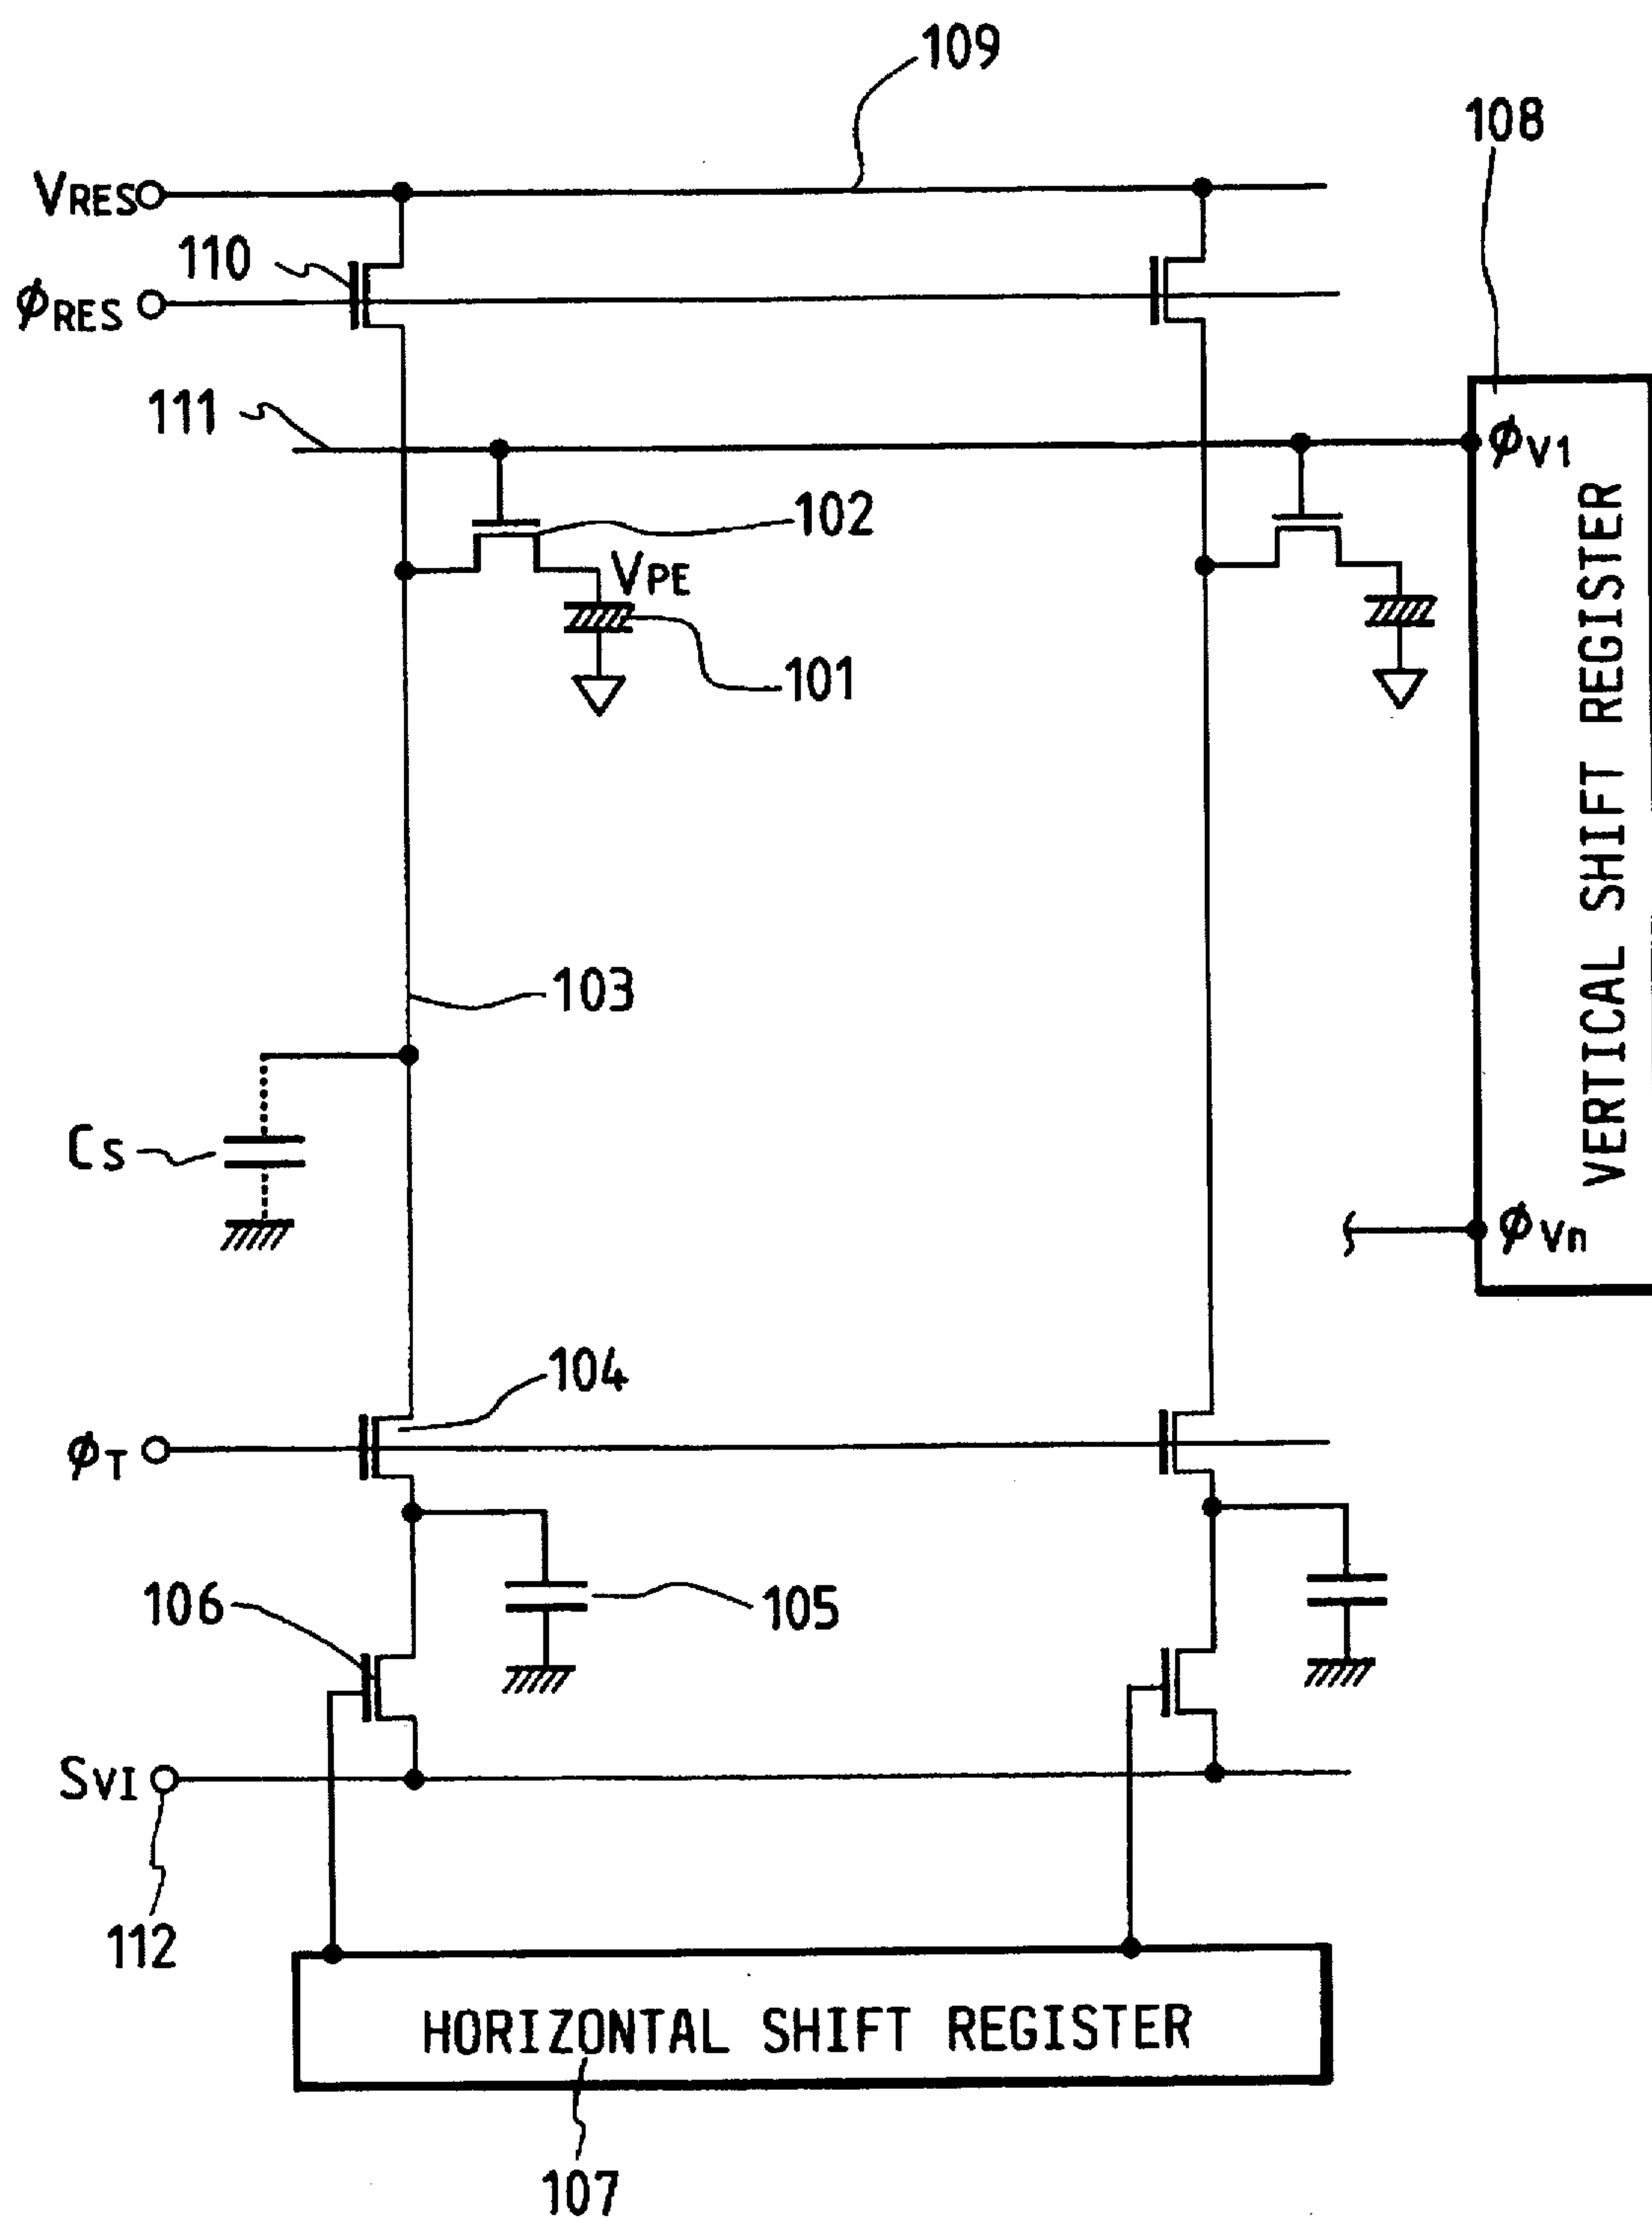 109
108
VRES
110
ϕRES
111
ϕV1
102
VPE
101
VERTICAL SHIFT REGISTER
103
CS
ϕVn
104
ϕT
106
105
SVI
112
HORIZONTAL SHIFT REGISTER
107